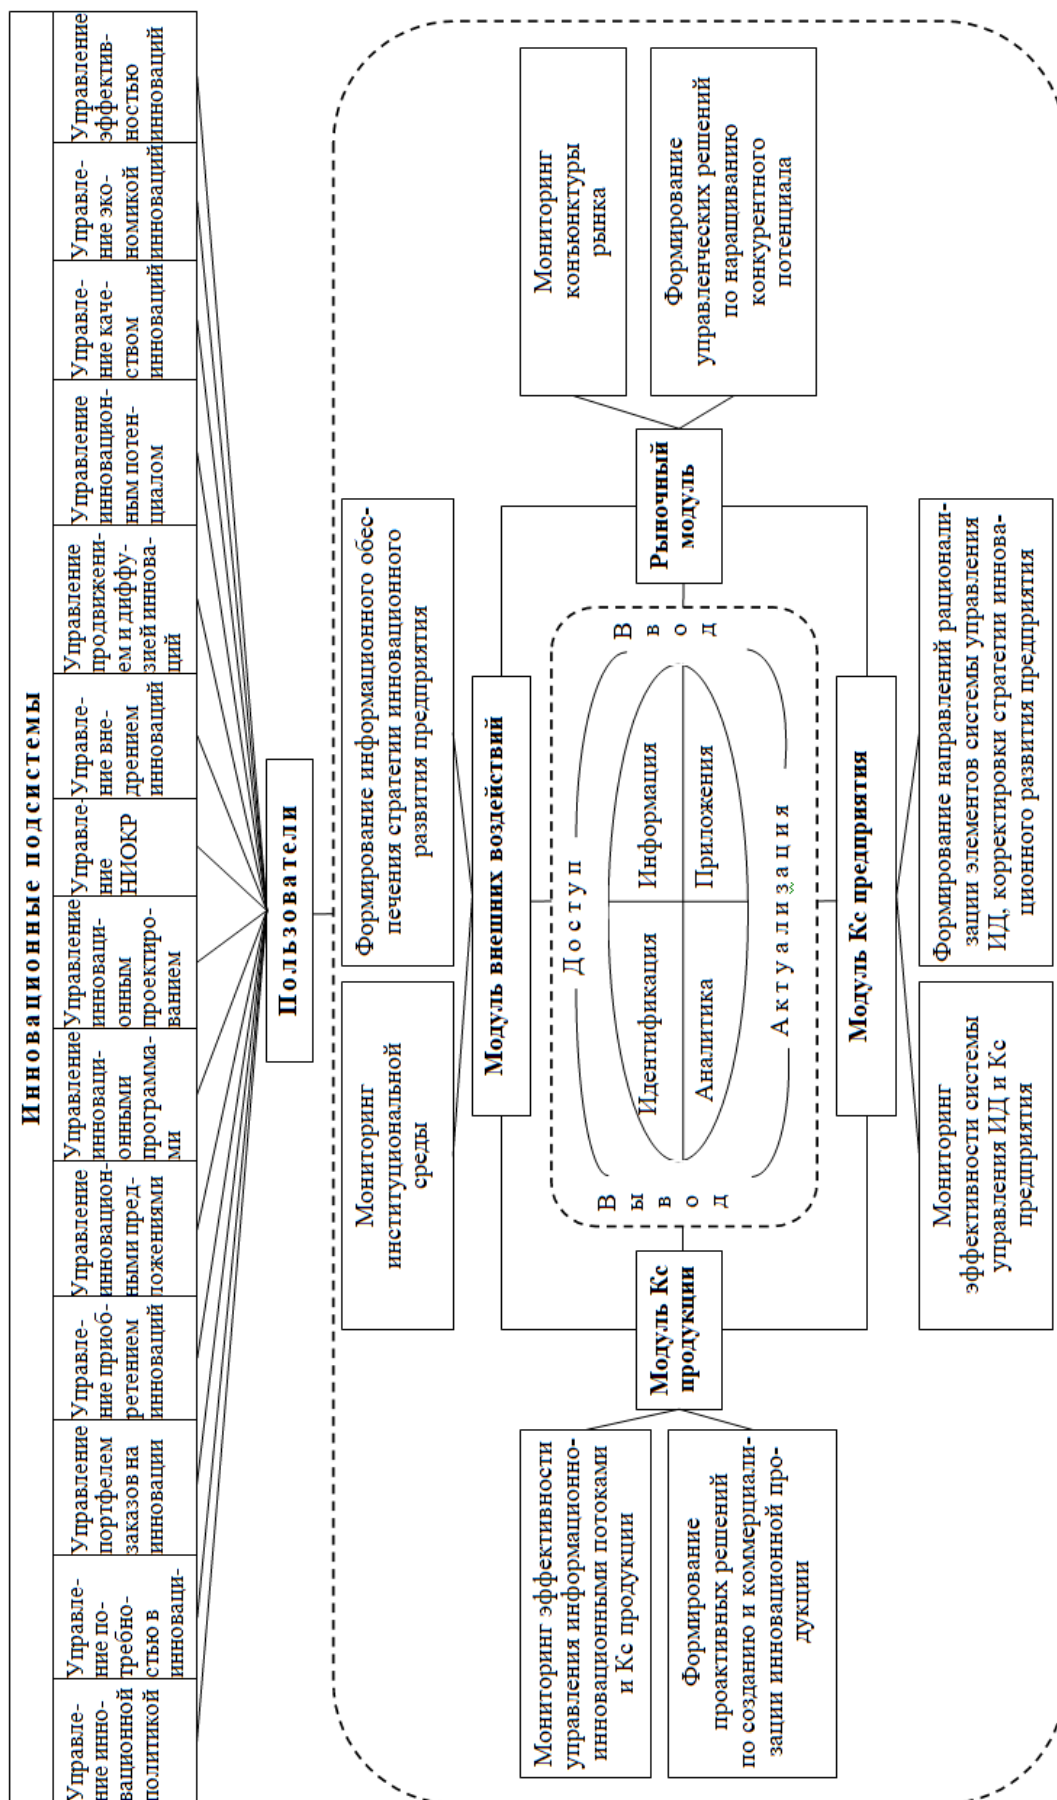 Инновационные подсистемы
Управле-
ние инно-
вационной
политикой
Управле-
ние по-
требно-
стью в
инноваци-
Управление
портфелем
заказов на
инновации
Управле-
ние приоб-
ретением
инноваций
Управление
инновацион-
ными пред-
ложениями
Управление
инноваци-
онными
программа-
ми
Управление
инноваци-
онным
проектиро-
ванием
Управле-
ние
НИОКР
Управле-
ние вне-
дрением
инноваций
Управление
продвижени-
ем и диффу-
зией иннова-
ций
Управление
инновацион-
ным потен-
циалом
Управле-
ние каче-
ством
инноваций
Управле-
ние эко-
номикой
инноваций
Управление
эффектив-
ностью
инноваций
Пользователи
Мониторинг
институциональной
среды
Формирование информационного обес-
печения стратегии инновационного
развития предприятия
Модуль внешних воздействий
Мониторинг эффективности
управления информационно-
инновационными потоками
и Кс продукции
Формирование
проактивных решений
по созданию и коммерциали-
зации инновационной про-
дукции
Модуль Кс
продукции
Вывод
Доступ
Идентификация
Информация
Аналитика
Приложения
Актуализация
Ввод
Рыночный
модуль
Мониторинг
конъюнктуры
рынка
Формирование
управленческих решений
по наращиванию
конкурентного
потенциала
Модуль Кс предприятия
Мониторинг
эффективности системы
управления ИД и Кс
предприятия
Формирование направлений рационали-
зации элементов системы управления
ИД, корректировки стратегии иннова-
ционного развития предприятия